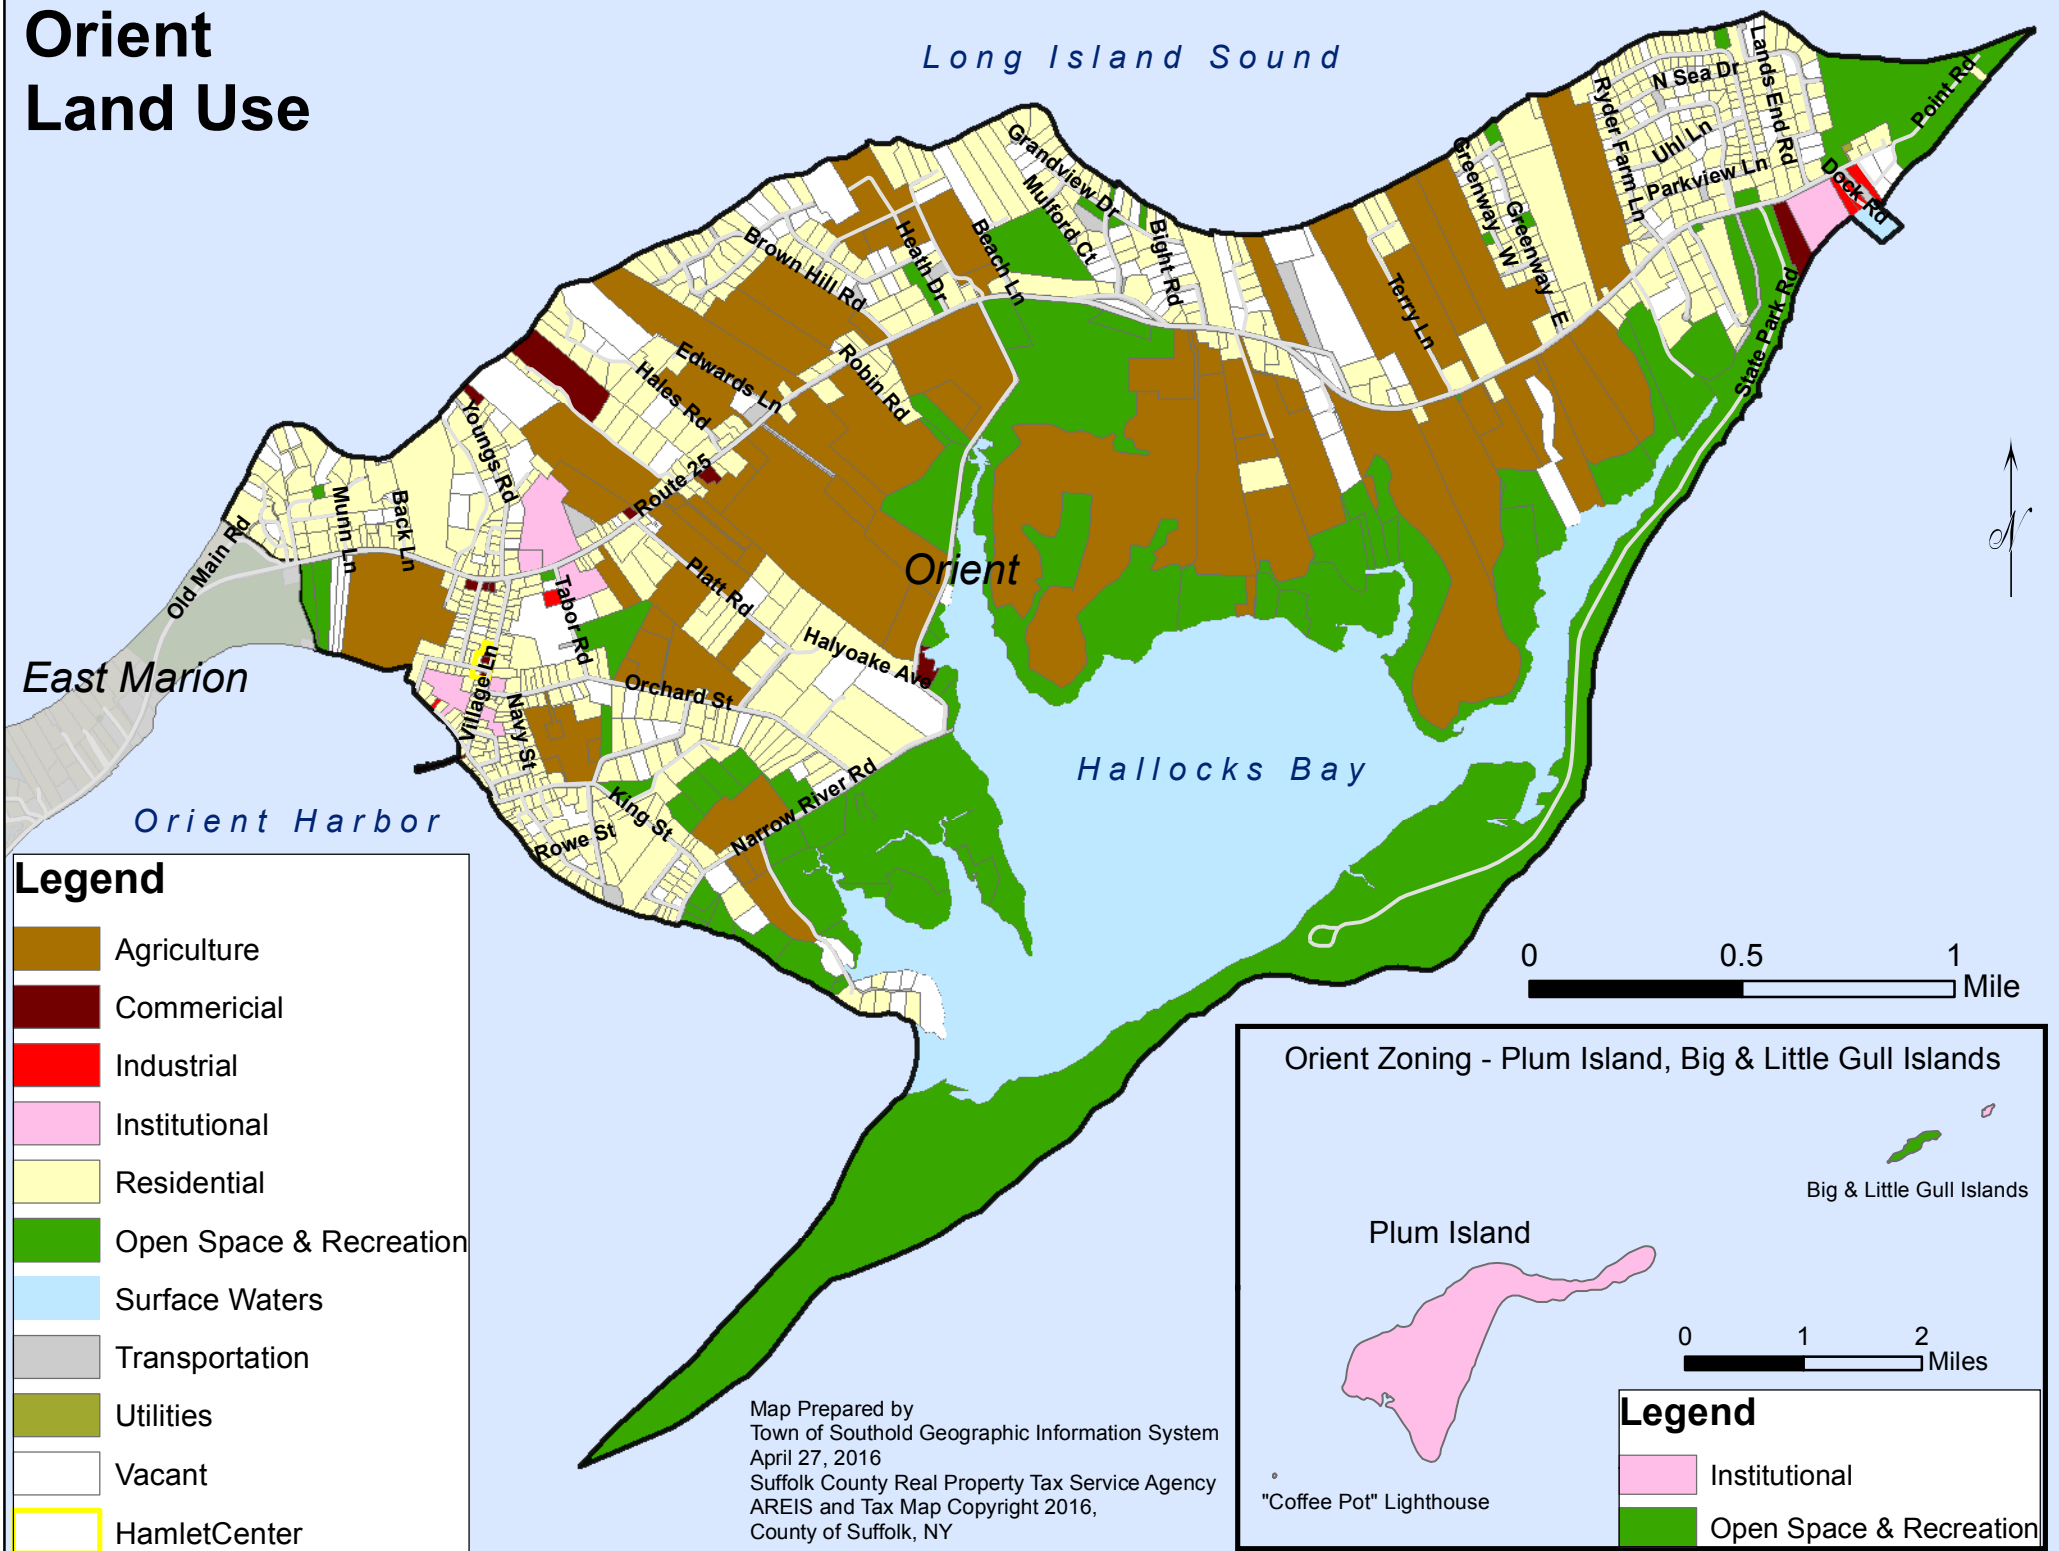 Orient
Land Use
Long Island Sound
Lands End Rd
N Sea Dr
Point Rd
Ryder Farm Ln
Uhl Ln
Parkview Ln
Dock Rd
Grandview Dr
Mulford Ct
Bight Rd
Greenway W
Greenway E
Heath Dr
Beach Ln
Brown Hill Rd
Terry Ln
State Park Rd
Edwards Ln
Robin Rd
Hales Rd
Youngs Rd
Route 25
Munn Ln
Back Ln
Old Main Rd
Orient
Platt Rd
Tabor Rd
Halyoake Ave
East Marion
Village Ln
Orchard St
Navy St
N
Hallocks Bay
Narrow River Rd
King St
Rowe St
Orient Harbor
Legend
Agriculture
Commericial
Industrial
Institutional
Residential
Open Space & Recreation
Surface Waters
Transportation
Utilities
Vacant
HamletCenter
0 0.5 1
Mile
Orient Zoning - Plum Island, Big & Little Gull Islands
Big & Little Gull Islands
Plum Island
0 1 2
Miles
"Coffee Pot" Lighthouse
Legend
Institutional
Open Space & Recreation
Map Prepared by
Town of Southold Geographic Information System
April 27, 2016
Suffolk County Real Property Tax Service Agency
AREIS and Tax Map Copyright 2016,
County of Suffolk, NY